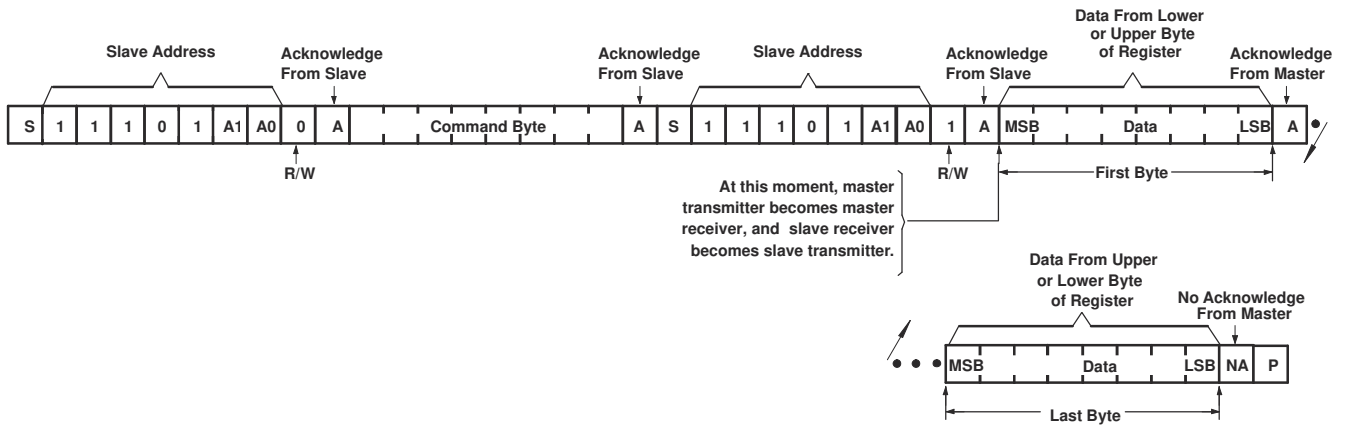 Slave Address
Acknowledge
From Slave
Acknowledge
From Slave
Slave Address
Acknowledge
From Slave
Data From Lower
or Upper Byte
of Register
Acknowledge
From Master
S 1 1 1 0 1 A1 A0 0 A Command Byte A S 1 1 1 0 1 A1 A0 1 A MSB Data LSB A
R/W
R/W
First Byte
At this moment, master
transmitter becomes master
receiver, and slave receiver
becomes slave transmitter.
Data From Upper
or Lower Byte
of Register
No Acknowledge
From Master
MSB Data LSB NA P
Last Byte